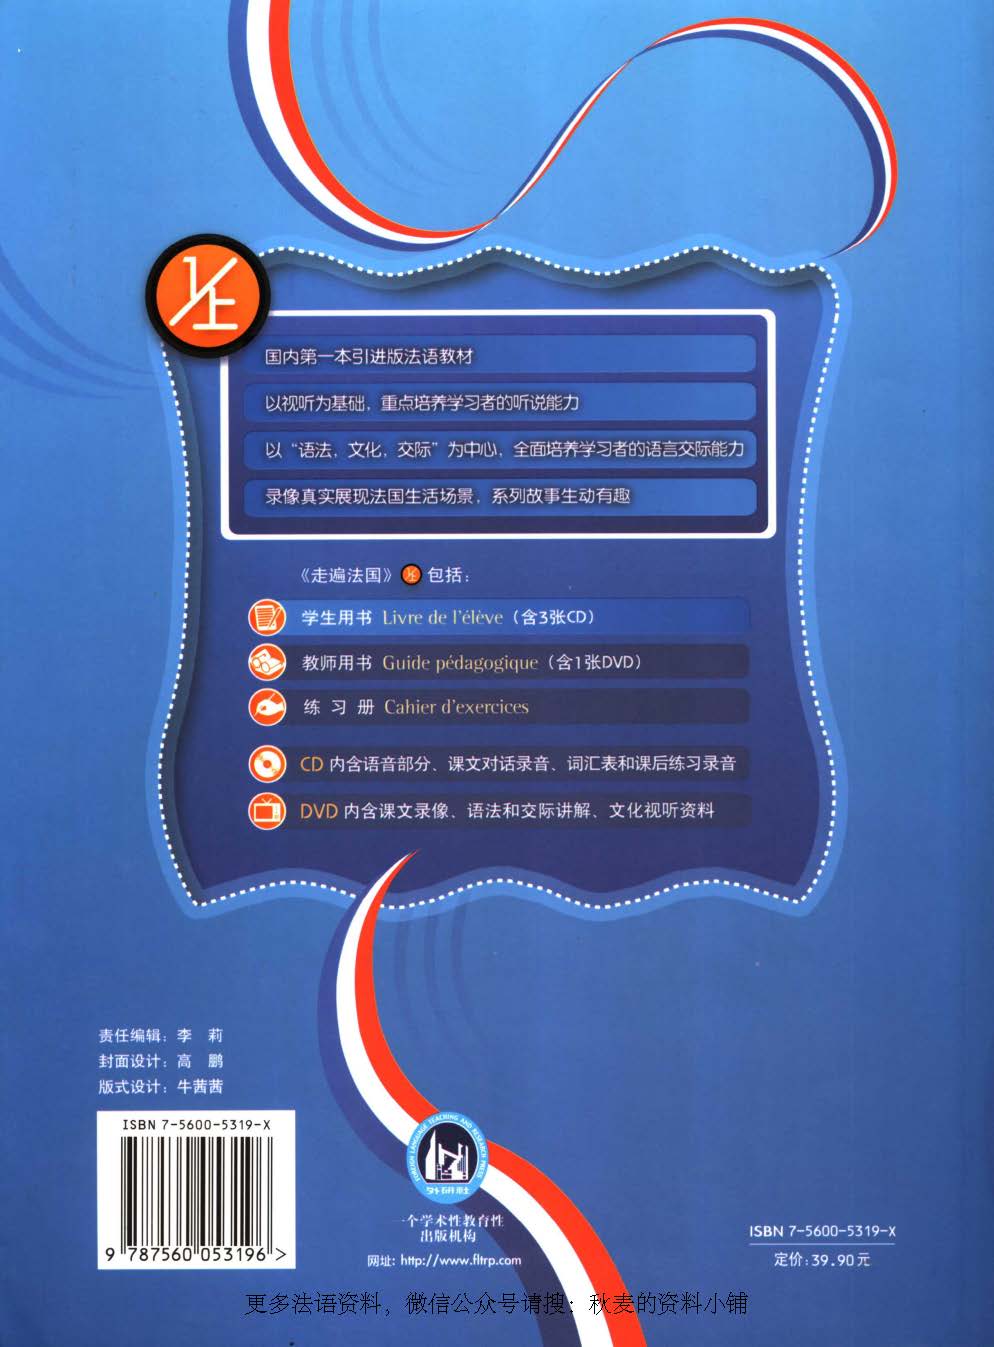 1/上
国内第一本引进版法语教材
以视听为基础，重点培养学习者的听说能力
以“语法，文化，交际”为中心，全面培养学习者的语言交际能力
录像真实展现法国生活场景，系列故事生动有趣
《走遍法国》1/上 包括：
学生用书 Livre de l'élève（含3张CD）
教师用书 Guide pédagogique（含1张DVD）
练 习 册 Cahier d'exercices
CD 内含语音部分、课文对话录音、词汇表和课后练习录音
DVD 内含课文录像、语法和交际讲解、文化视听资料
责任编辑：李 莉
封面设计：高 鹏
版式设计：牛茜茜
ISBN 7-5600-5319-X
9 787560 053196 >
FOREIGN LANGUAGE TEACHING AND RESEARCH PRESS
外研社
一个学术性教育性
出版机构
网址：http://www.fltrp.com
ISBN 7-5600-5319-X
定价：39.90元
更多法语资料，微信公众号请搜：秋麦的资料小铺